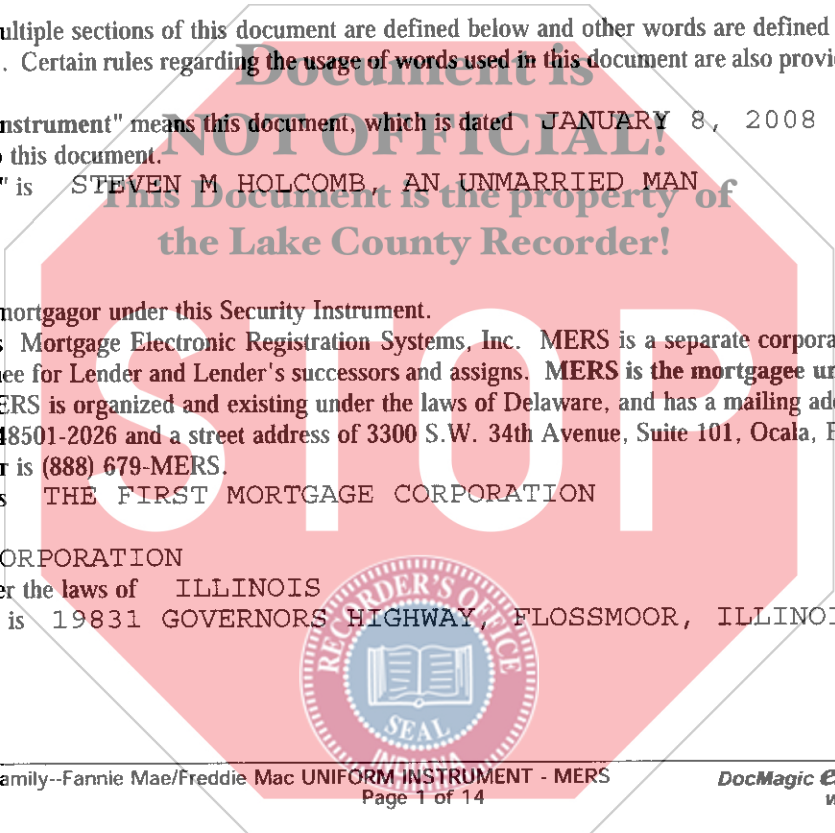 ultiple sections of this document are defined below and other words are defined
. Certain rules regarding the usage of words used in this document are also provi
Document is
nstrument" means this document, which is dated JANUARY 8, 2008
NOT OFFICIAL!
this document.
" is STEVEN M HOLCOMB, AN UNMARRIED MAN
This Document is the property of
the Lake County Recorder!
mortgagor under this Security Instrument.
s Mortgage Electronic Registration Systems, Inc. MERS is a separate corpora
ee for Lender and Lender's successors and assigns. MERS is the mortgagee un
ERS is organized and existing under the laws of Delaware, and has a mailing ad
48501-2026 and a street address of 3300 S.W. 34th Avenue, Suite 101, Ocala, F
r is (888) 679-MERS.
s THE FIRST MORTGAGE CORPORATION
STOP
ORPORATION
er the laws of ILLINOIS
is 19831 GOVERNORS HIGHWAY, FLOSSMOOR, ILLINOI
RECORDER'S OFFICE
SEAL
INDIANA
amily--Fannie Mae/Freddie Mac UNIFORM INSTRUMENT - MERS
DocMagic e
Page 1 of 14
w